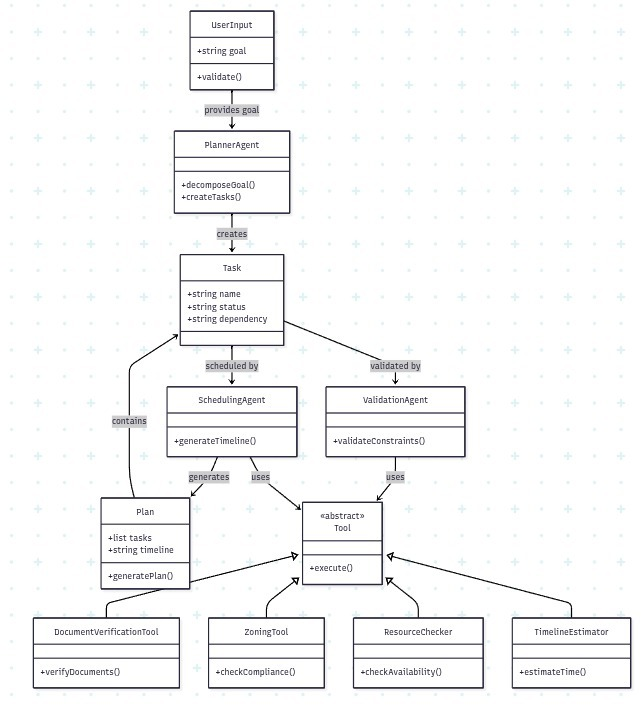 UserInput
+string goal
+validate()
provides goal
PlannerAgent
+decomposeGoal()
+createTasks()
creates
Task
+string name
+string status
+string dependency
scheduled by
validated by
SchedulingAgent
+generateTimeline()
ValidationAgent
+validateConstraints()
contains
generates
uses
uses
Plan
+list tasks
+string timeline
+generatePlan()
«abstract»
Tool
+execute()
DocumentVerificationTool
+verifyDocuments()
ZoningTool
+checkCompliance()
ResourceChecker
+checkAvailability()
TimelineEstimator
+estimateTime()